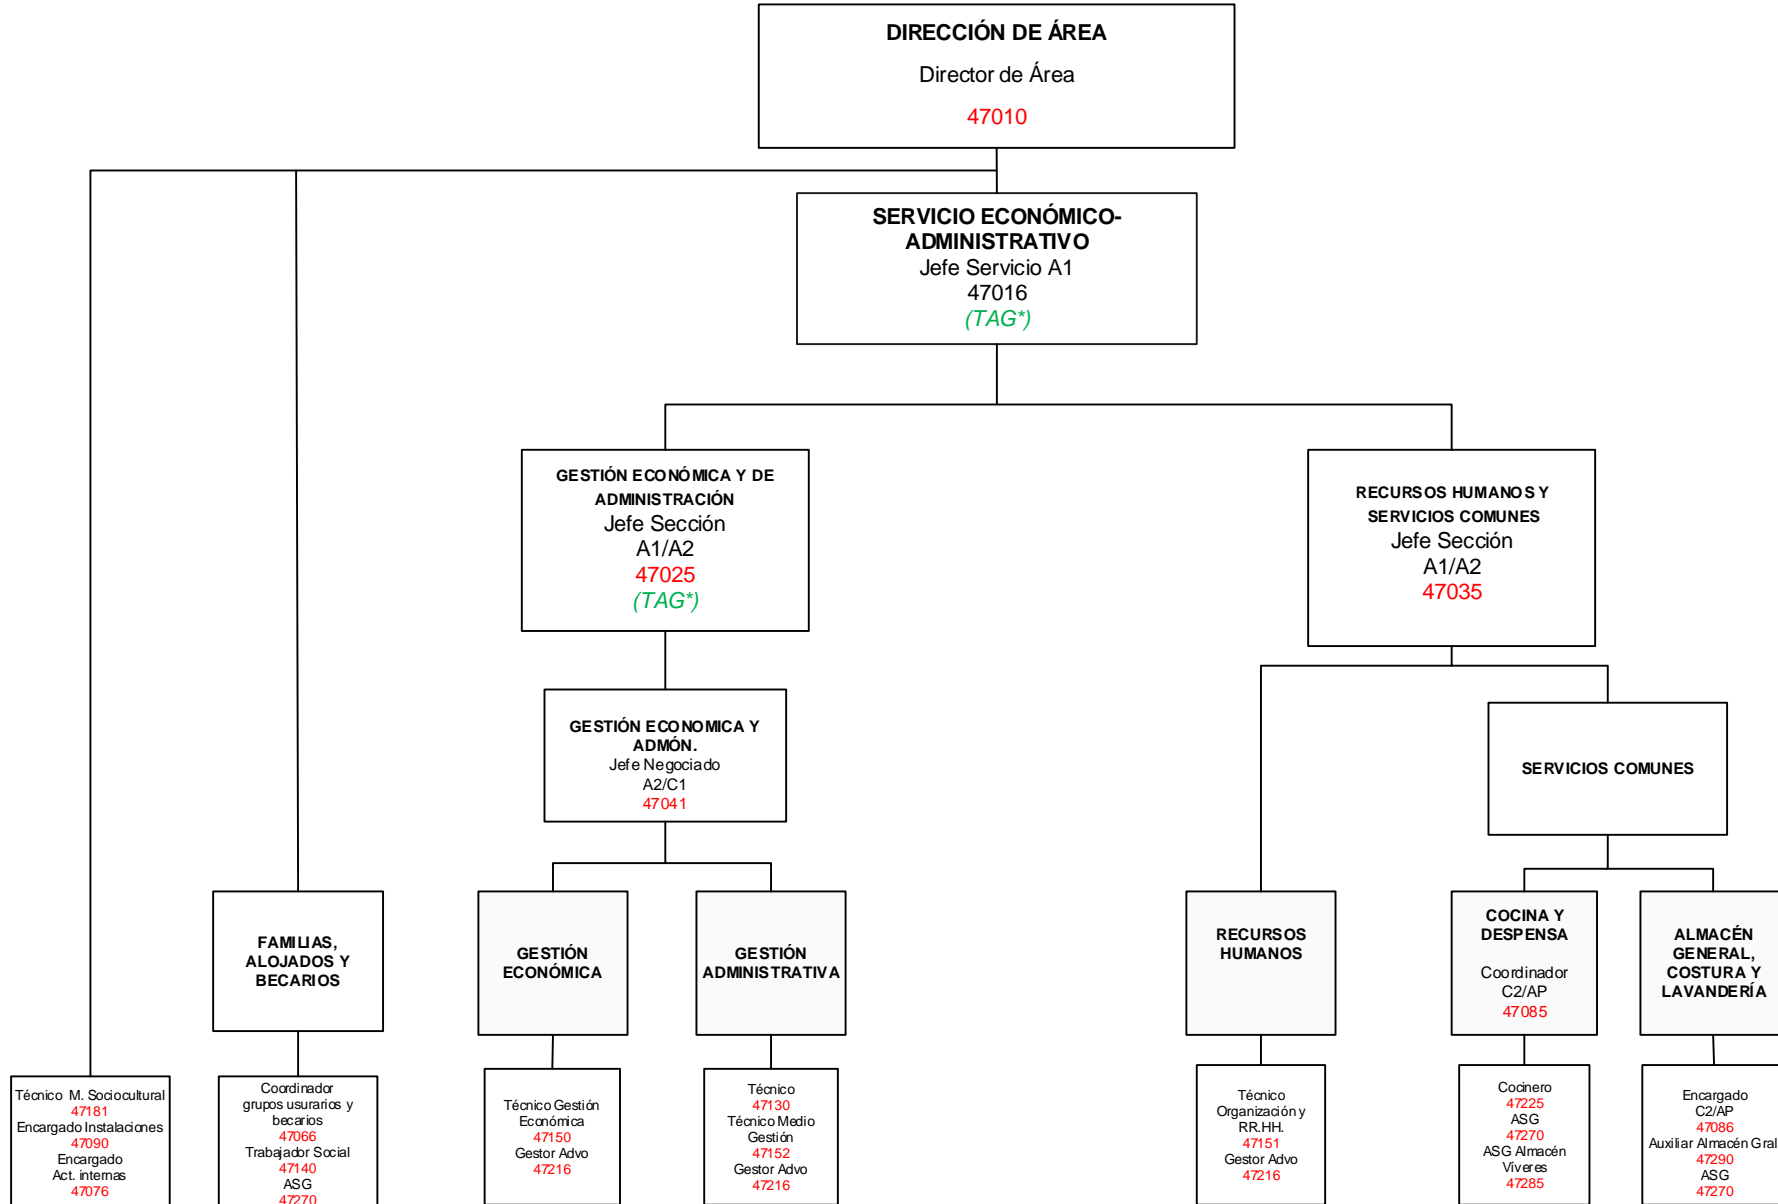 DIRECCIÓN DE ÁREA
Director de Área
47010
SERVICIO ECONÓMICO-
ADMINISTRATIVO
Jefe Servicio A1
47016
(TAG*)
GESTIÓN ECONÓMICA Y DE
ADMINISTRACIÓN
Jefe Sección
A1/A2
47025
(TAG*)
RECURSOS HUMANOS Y
SERVICIOS COMUNES
Jefe Sección
A1/A2
47035
GESTIÓN ECONOMICA Y
ADMÓN.
Jefe Negociado
A2/C1
47041
SERVICIOS COMUNES
FAMILIAS,
ALOJADOS Y
BECARIOS
GESTIÓN
ECONÓMICA
GESTIÓN
ADMINISTRATIVA
RECURSOS
HUMANOS
COCINA Y
DESPENSA
Coordinador
C2/AP
47085
ALMACÉN
GENERAL,
COSTURA Y
LAVANDERÍA
Técnico M. Sociocultural
47181
Encargado Instalaciones
47090
Encargado
Act. internas
47076
Coordinador
grupos usurarios y
becarios
47066
Trabajador Social
47140
ASG
47270
Técnico Gestión
Económica
47150
Gestor Advo
47216
Técnico
47130
Técnico Medio
Gestión
47152
Gestor Advo
47216
Técnico
Organización y
RR.HH.
47151
Gestor Advo
47216
Cocinero
47225
ASG
47270
ASG Almacén
Víveres
47285
Encargado
C2/AP
47086
Auxiliar Almacén Gral
47290
ASG
47270